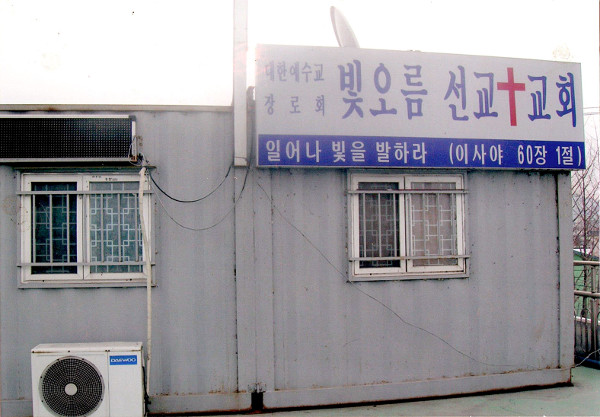 대한예수교
장로회
빛오름 선교 교회
일어나 빛을 발하라 (이사야 60장 1절)
DAEWOO